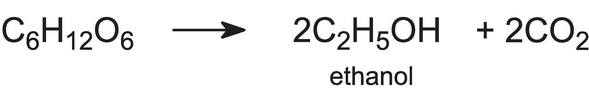 C₆H₁₂O₆ ⟶ 2C₂H₅OH + 2CO₂
ethanol